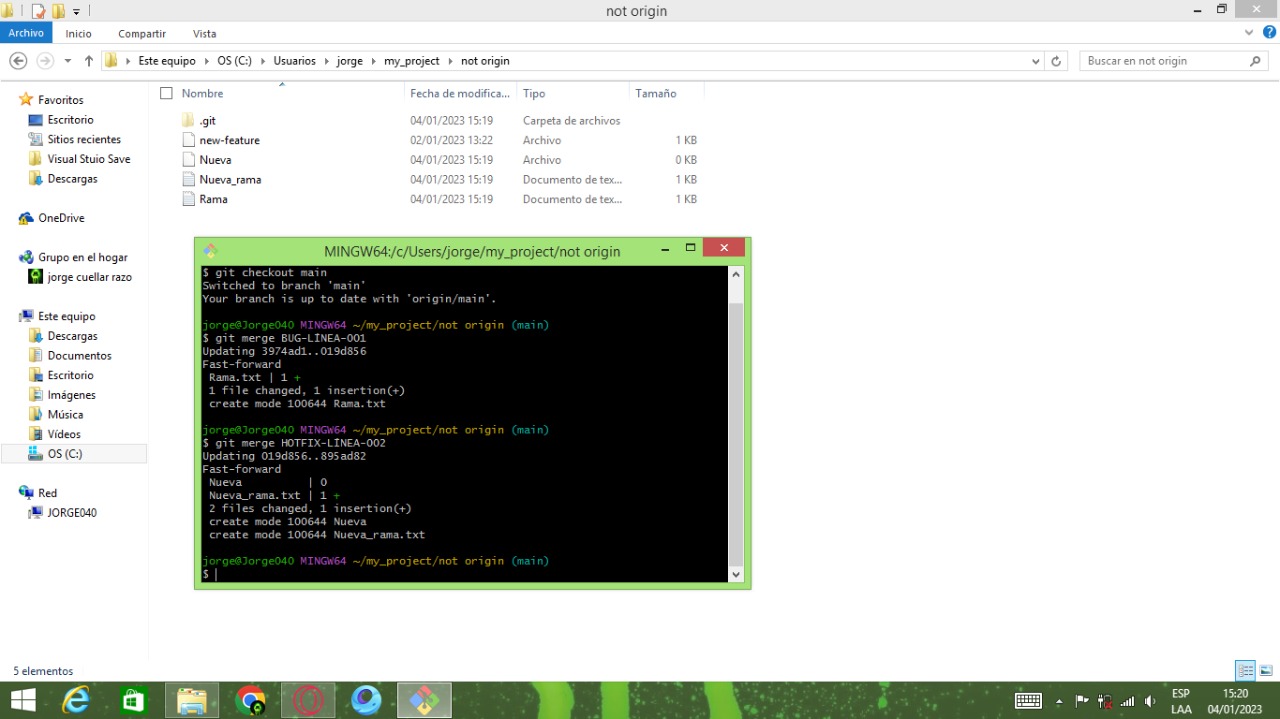 not origin
Archivo Inicio Compartir Vista
Este equipo OS (C:) Usuarios jorge my_project not origin
Buscar en not origin
Nombre Fecha de modifica... Tipo Tamaño
.git 04/01/2023 15:19 Carpeta de archivos
new-feature 02/01/2023 13:22 Archivo 1 KB
Nueva 04/01/2023 15:19 Archivo 0 KB
Nueva_rama 04/01/2023 15:19 Documento de tex... 1 KB
Rama 04/01/2023 15:19 Documento de tex... 1 KB
Favoritos
Escritorio
Sitios recientes
Visual Stuio Save
Descargas
OneDrive
Grupo en el hogar
jorge cuellar razo
Este equipo
Descargas
Documentos
Escritorio
Imágenes
Música
Vídeos
OS (C:)
Red
JORGE040
MINGW64:/c/Users/jorge/my_project/not origin
$ git checkout main
Switched to branch 'main'
Your branch is up to date with 'origin/main'.
jorge@Jorge040 MINGW64 ~/my_project/not origin (main)
$ git merge BUG-LÍNEA-001
Updating 3974ad1..019d856
Fast-forward
Rama.txt | 1 +
1 file changed, 1 insertion(+)
create mode 100644 Rama.txt
jorge@Jorge040 MINGW64 ~/my_project/not origin (main)
$ git merge HOTFIX-LÍNEA-002
Updating 019d856..895ad82
Fast-forward
Nueva | 0
Nueva_rama.txt | 1 +
2 files changed, 1 insertion(+)
create mode 100644 Nueva
create mode 100644 Nueva_rama.txt
jorge@Jorge040 MINGW64 ~/my_project/not origin (main)
$
5 elementos
ESP 15:20
LAA 04/01/2023